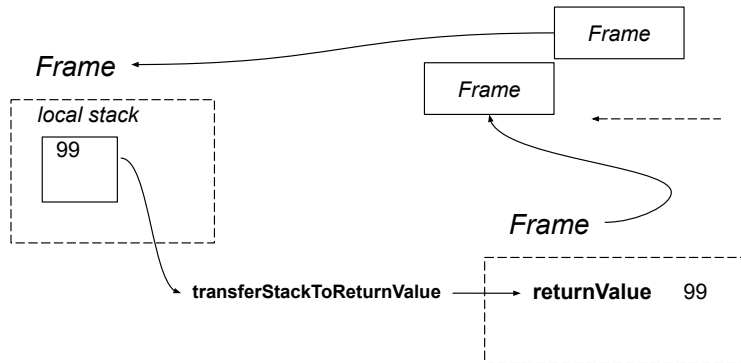 Frame
Frame
Frame
local stack
99
Frame
transferStackToReturnValue
returnValue 99